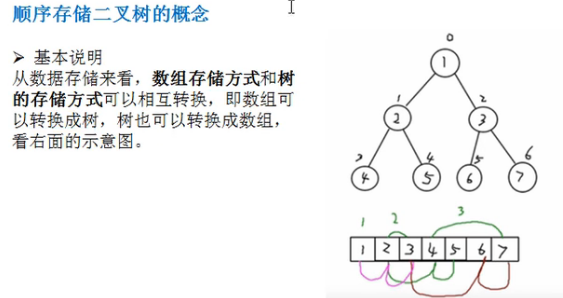 顺序存储二叉树的概念
➢ 基本说明
从数据存储来看，数组存储方式和树
的存储方式可以相互转换，即数组可
以转换成树，树也可以转换成数组，
看右面的示意图。
0
1
1 2
2 3
3 4 5 6
4 5 6 7
1 2 3
1 2 3 4 5 6 7